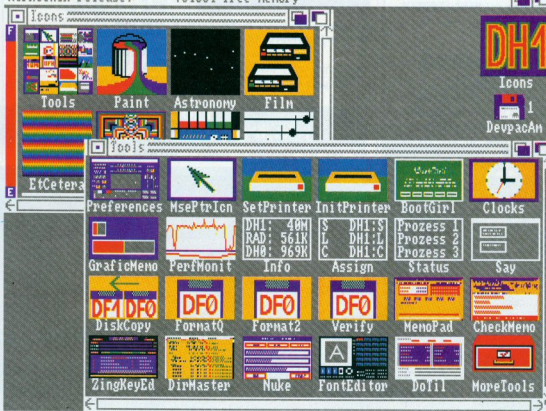 Icons
Tools Paint Astronomy Film
EtCetera
DH1
Icons
1
DevpacAm
Tools
Preferences MsePtrIcn SetPrinter InitPrinter BootGirl Clocks
DH1: 40M
RAD: 561K
DH0: 969K
S DH1:S
L DH1:L
C DH1:C
Prozess 1
Prozess 2
Prozess 3
GraficMemo PerfMonit Info Assign Status Say
DF1 DF0
DF0
DF0
DF0
DiskCopy FormatQ Format2 Verify MemoPad CheckMemo
A
ZingKeyEd DirMaster Nuke FontEditor DoTil MoreTools
F
E